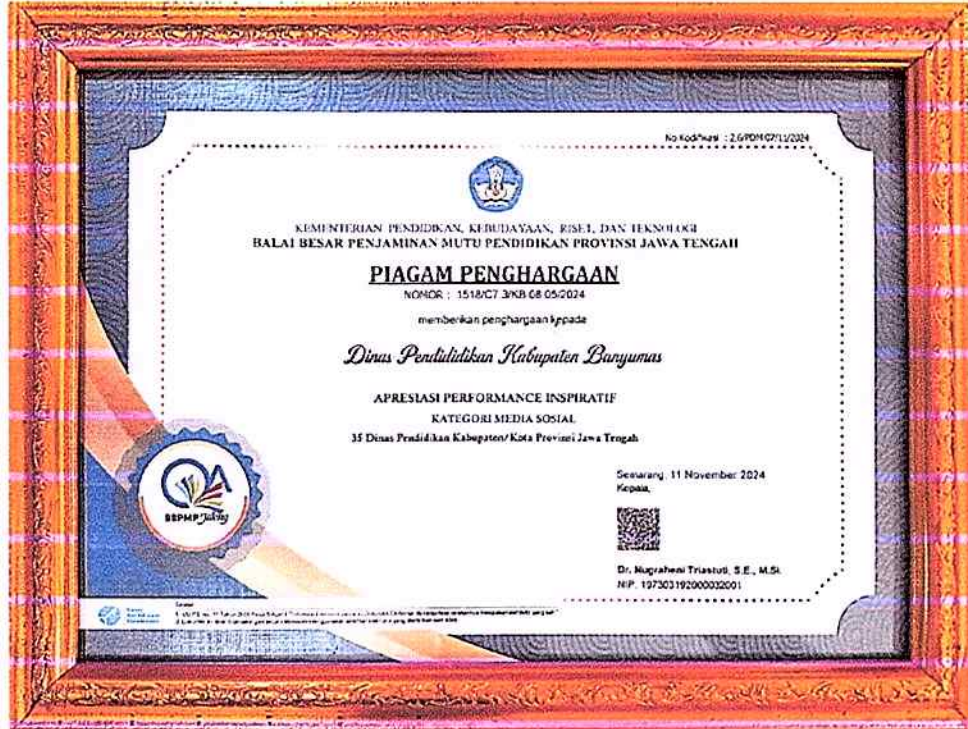 No Kodifikasi : 2.6/PDM/07/11/2024
KEMENTERIAN PENDIDIKAN, KEBUDAYAAN, RISET, DAN TEKNOLOGI
BALAI BESAR PENJAMINAN MUTU PENDIDIKAN PROVINSI JAWA TENGAH
PIAGAM PENGHARGAAN
NOMOR : 1518/C7.3/KB.08.05/2024
memberikan penghargaan kepada
Dinas Pendididikan Kabupaten Banyumas
APRESIASI PERFORMANCE INSPIRATIF
KATEGORI MEDIA SOSIAL
35 Dinas Pendidikan Kabupaten/Kota Provinsi Jawa Tengah
Semarang, 11 November 2024
Kepala,
Dr. Nugraheni Triastuti, S.E., M.Si.
NIP. 197303192000032001
BBPMP Jateng